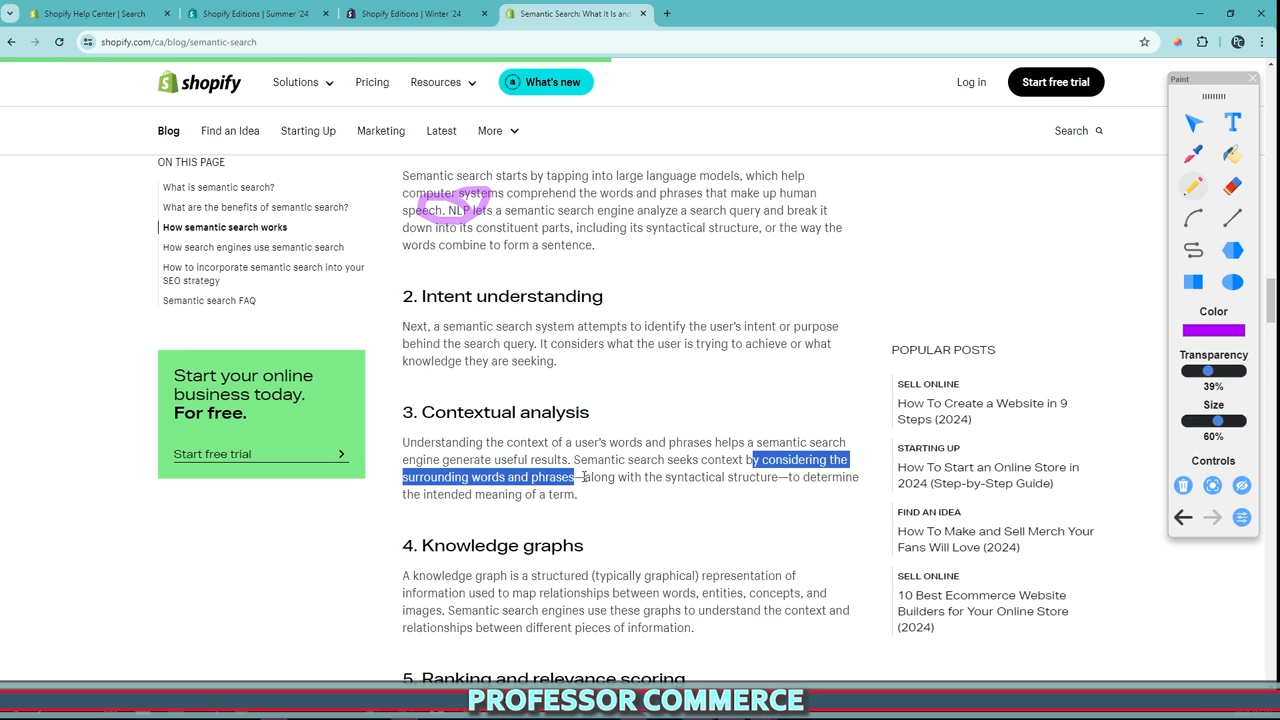 Shopify Help Center | Search
Shopify Editions | Summer '24
Shopify Editions | Winter '24
Semantic Search: What It Is and
shopify.com/ca/blog/semantic-search
shopify
Solutions
Pricing
Resources
What's new
Log in
Start free trial
Blog
Find an Idea
Starting Up
Marketing
Latest
More
Search
ON THIS PAGE
What is semantic search?
What are the benefits of semantic search?
How semantic search works
How search engines use semantic search
How to incorporate semantic search into your
SEO strategy
Semantic search FAQ
Start your online
business today.
For free.
Start free trial
Semantic search starts by tapping into large language models, which help
computer systems comprehend the words and phrases that make up human
speech. NLP lets a semantic search engine analyze a search query and break it
down into its constituent parts, including its syntactical structure, or the way the
words combine to form a sentence.
2. Intent understanding
Next, a semantic search system attempts to identify the user's intent or purpose
behind the search query. It considers what the user is trying to achieve or what
knowledge they are seeking.
3. Contextual analysis
Understanding the context of a user's words and phrases helps a semantic search
engine generate useful results. Semantic search seeks context by considering the
surrounding words and phrases—along with the syntactical structure—to determine
the intended meaning of a term.
4. Knowledge graphs
A knowledge graph is a structured (typically graphical) representation of
information used to map relationships between words, entities, concepts, and
images. Semantic search engines use these graphs to understand the context and
relationships between different pieces of information.
5. Ranking and relevance scoring
POPULAR POSTS
SELL ONLINE
How To Create a Website in 9
Steps (2024)
STARTING UP
How To Start an Online Store in
2024 (Step-by-Step Guide)
FIND AN IDEA
How To Make and Sell Merch Your
Fans Will Love (2024)
SELL ONLINE
10 Best Ecommerce Website
Builders for Your Online Store
(2024)
Paint
T
Color
Transparency
39%
Size
60%
Controls
PROFESSOR COMMERCE